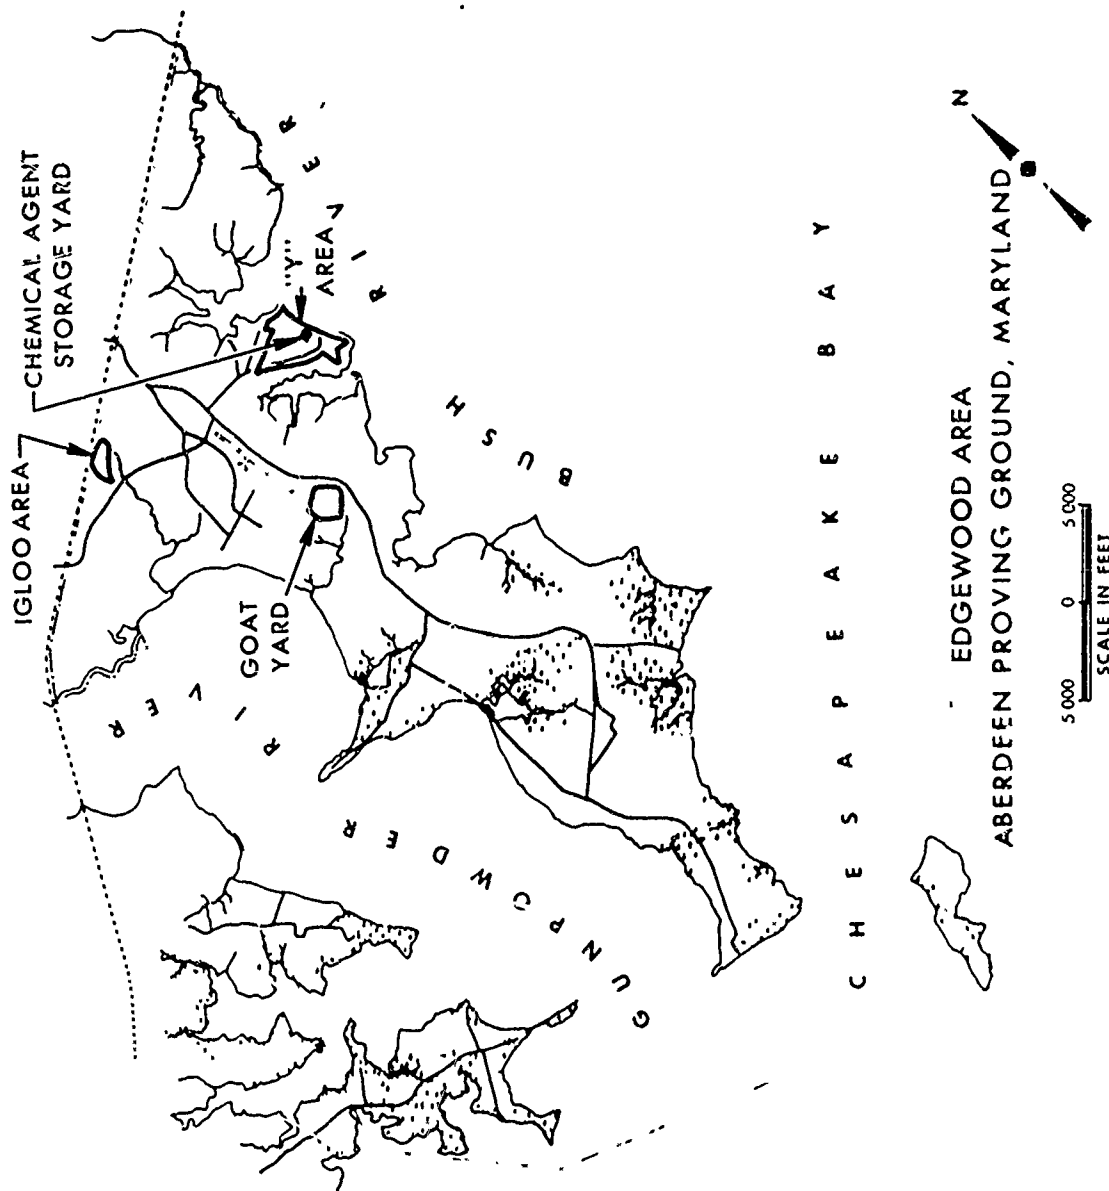 CHEMICAL AGENT
STORAGE YARD
IGLOO AREA
"Y"
AREA
GOAT
YARD
BUSH RIVER
GUNPOWDER RIVER
CHESAPEAKE BAY
N
EDGEWOOD AREA
ABERDEEN PROVING GROUND, MARYLAND
5000 0 5000
SCALE IN FEET